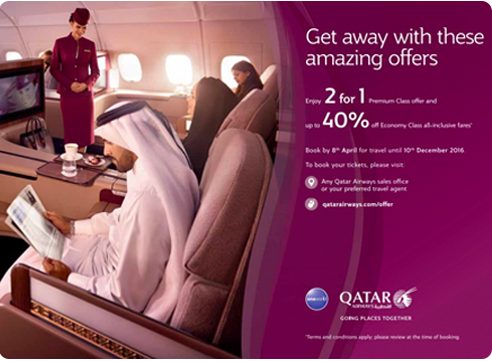 Get away with these
amazing offers
Enjoy 2 for 1 Premium Class offer and
up to 40% off Economy Class all-inclusive fares*
Book by 8th April for travel until 10th December 2016.
To book your tickets, please visit:
Any Qatar Airways sales office
or your preferred travel agent
qatarairways.com/offer
oneworld
QATAR
AIRWAYS القطرية
GOING PLACES TOGETHER
*Terms and conditions apply; please review at the time of booking.